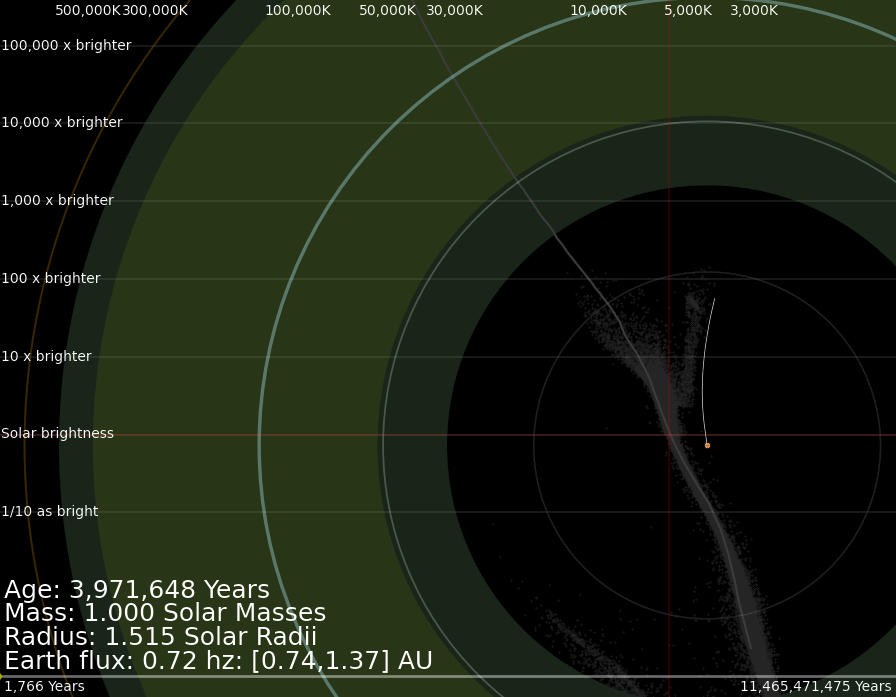 500,000K 300,000K 100,000K 50,000K 30,000K 10,000K 5,000K 3,000K
100,000 x brighter
10,000 x brighter
1,000 x brighter
100 x brighter
10 x brighter
Solar brightness
1/10 as bright
Age: 3,971,648 Years
Mass: 1.000 Solar Masses
Radius: 1.515 Solar Radii
Earth flux: 0.72 hz: [0.74,1.37] AU
1,766 Years 11,465,471,475 Years